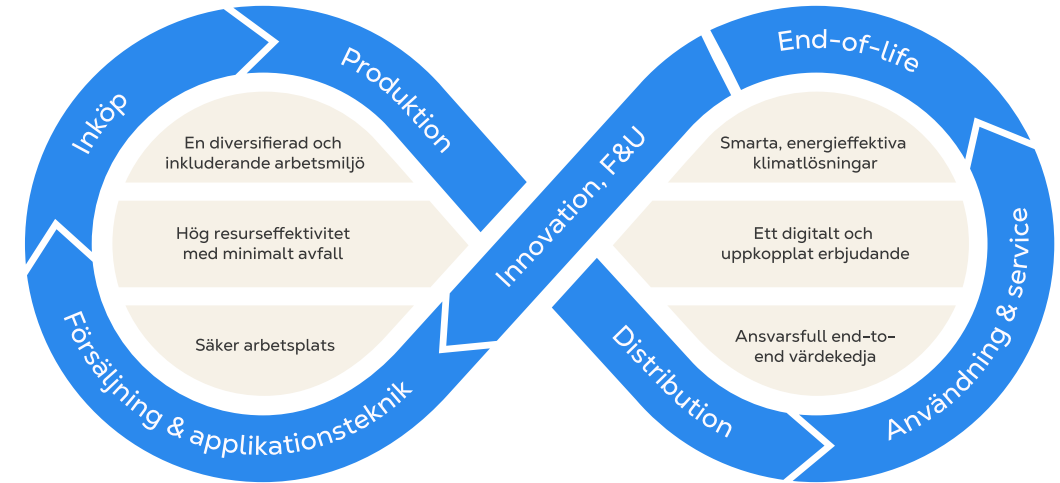 Inköp
Produktion
En diversifierad och
inkluderande arbetsmiljö
Hög resurseffektivitet
med minimalt avfall
Säker arbetsplats
Försäljning & applikationsteknik
Innovation, F&U
End-of-life
Smarta, energieffektiva
klimatlösningar
Ett digitalt och
uppkopplat erbjudande
Ansvarsfull end-to-
end värdekedja
Distribution
Användning & service